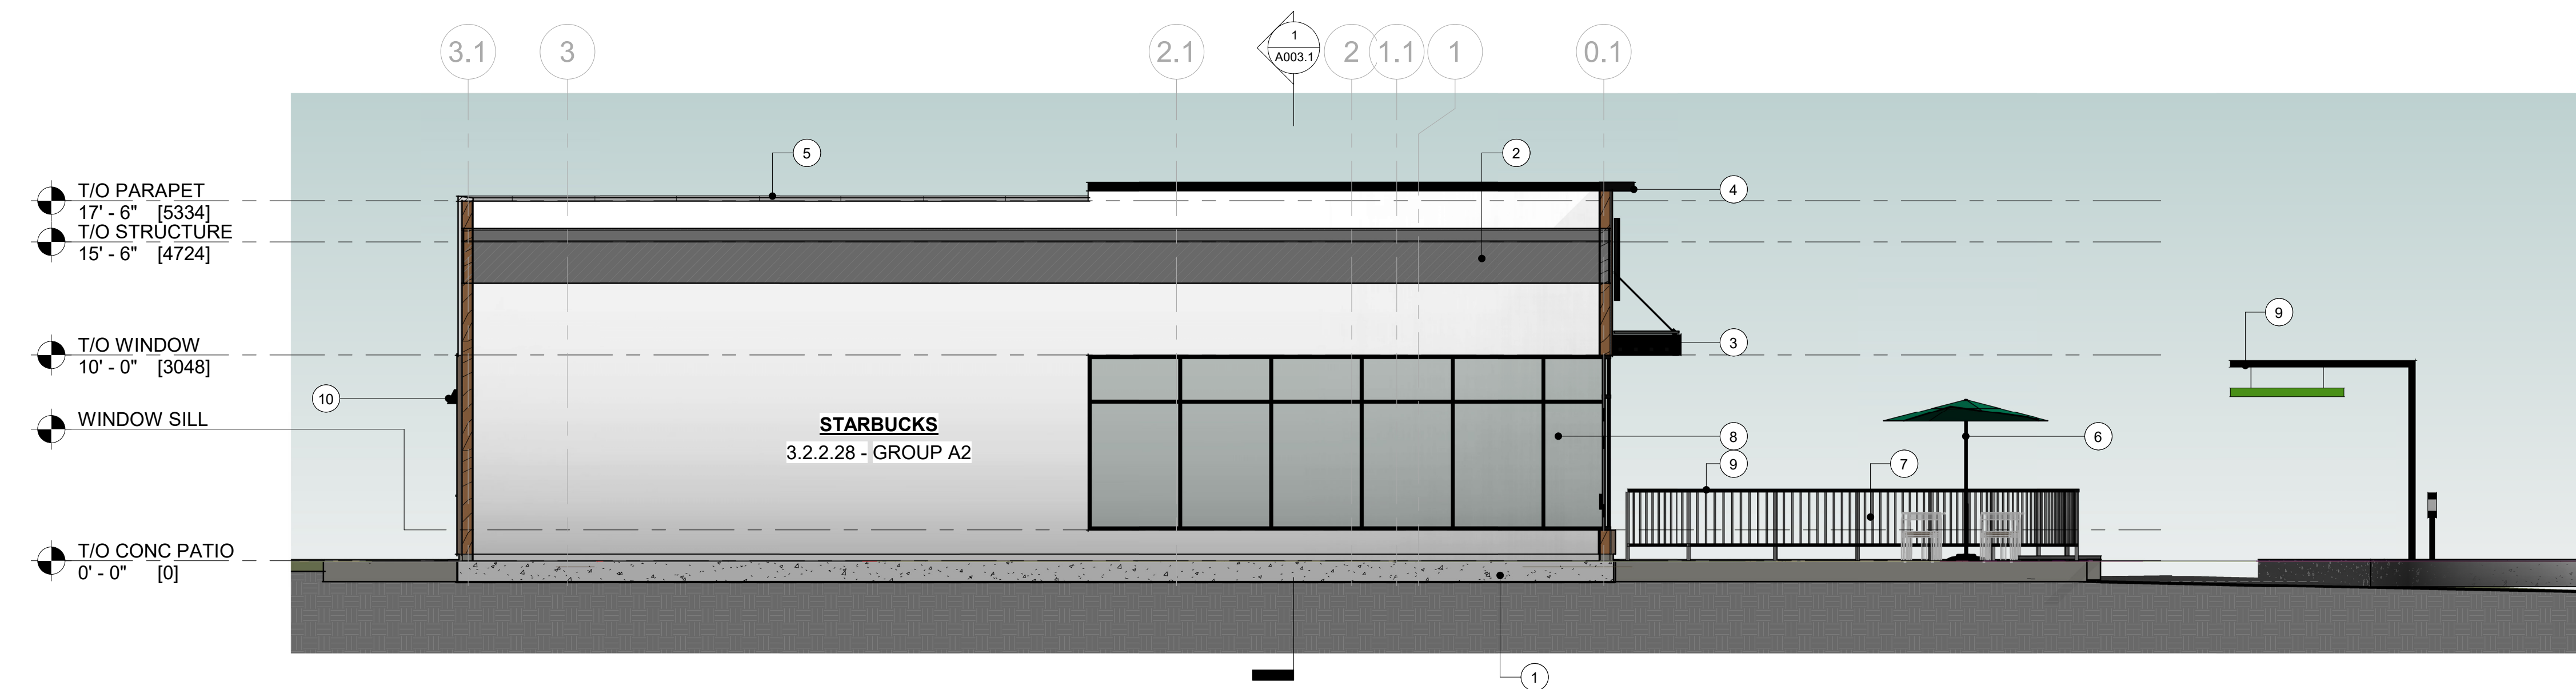 3.1
3
2.1
1
A003.1
2
1.1
1
0.1
5
2
T/O PARAPET
17' - 6" [5334]
4
T/O STRUCTURE
15' - 6" [4724]
9
T/O WINDOW
10' - 0" [3048]
3
10
WINDOW SILL
STARBUCKS
3.2.2.28 - GROUP A2
8
6
9
7
T/O CONC PATIO
0' - 0" [0]
1